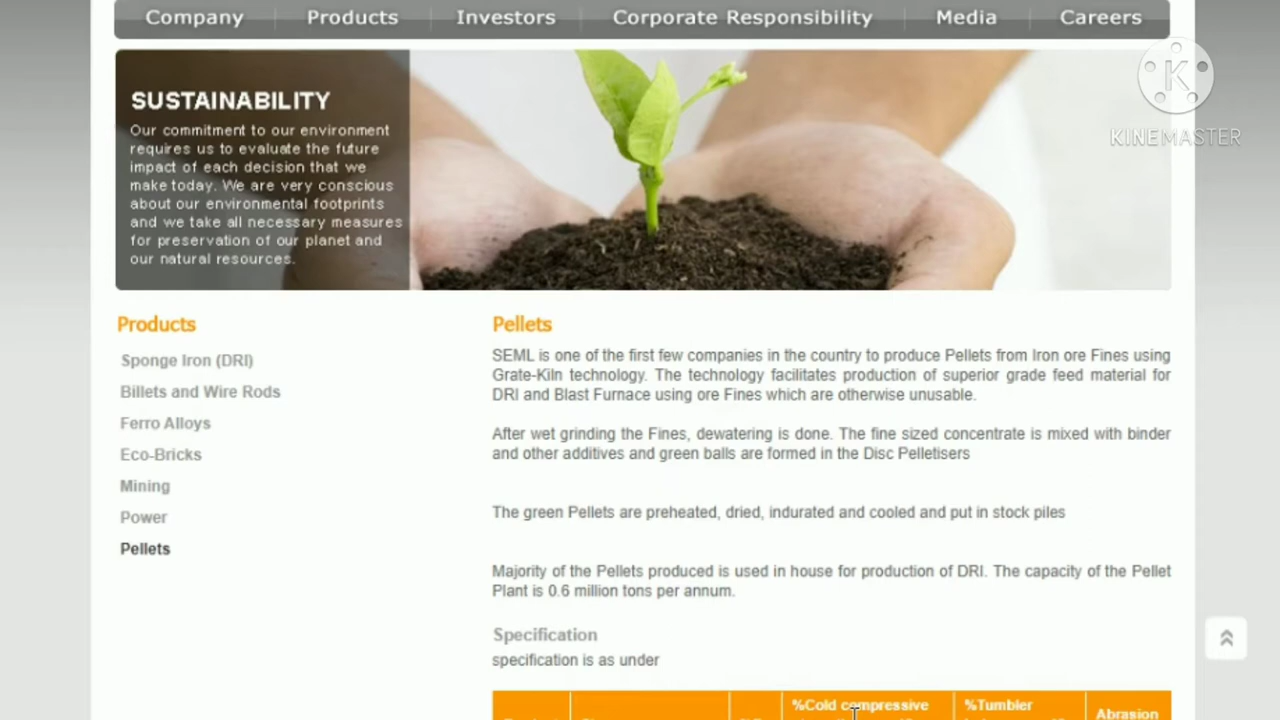 Company Products Investors Corporate Responsibility Media Careers
KINEMASTER
SUSTAINABILITY
Our commitment to our environment
requires us to evaluate the future
impact of each decision that we
make today. We are very conscious
about our environmental footprints
and we take all necessary measures
for preservation of our planet and
our natural resources.
Products
Sponge Iron (DRI)
Billets and Wire Rods
Ferro Alloys
Eco-Bricks
Mining
Power
Pellets
Pellets
SEML is one of the first few companies in the country to produce Pellets from Iron ore Fines using
Grate-Kiln technology. The technology facilitates production of superior grade feed material for
DRI and Blast Furnace using ore Fines which are otherwise unusable.
After wet grinding the Fines, dewatering is done. The fine sized concentrate is mixed with binder
and other additives and green balls are formed in the Disc Pelletisers
The green Pellets are preheated, dried, indurated and cooled and put in stock piles
Majority of the Pellets produced is used in house for production of DRI. The capacity of the Pellet
Plant is 0.6 million tons per annum.
Specification
specification is as under
%Cold compressive %Tumbler
Abrasion